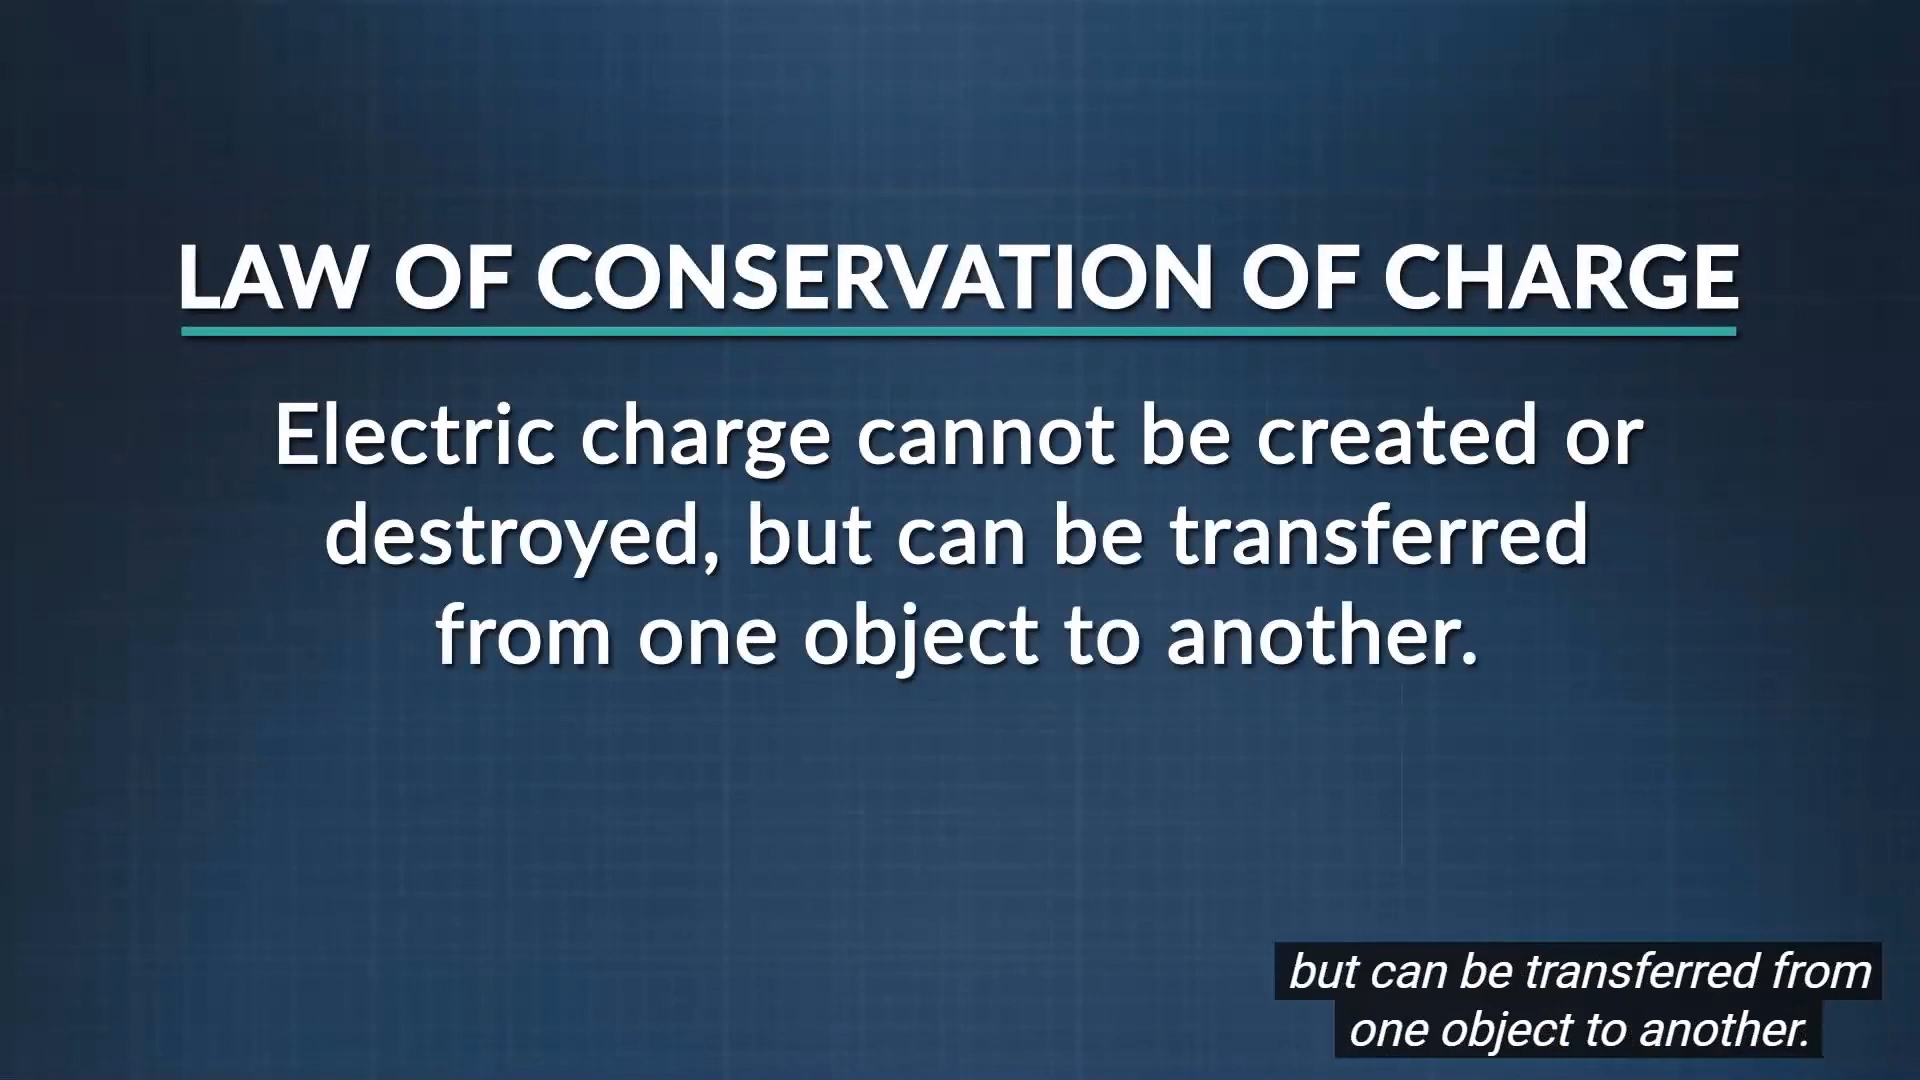 LAW OF CONSERVATION OF CHARGE
Electric charge cannot be created or
destroyed, but can be transferred
from one object to another.
but can be transferred from
one object to another.